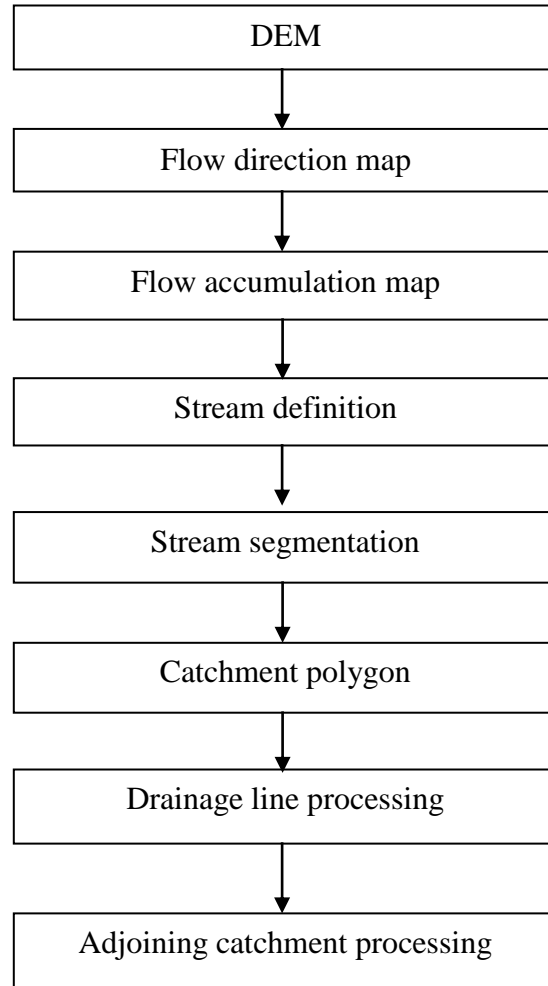 DEM
Flow direction map
Flow accumulation map
Stream definition
Stream segmentation
Catchment polygon
Drainage line processing
Adjoining catchment processing